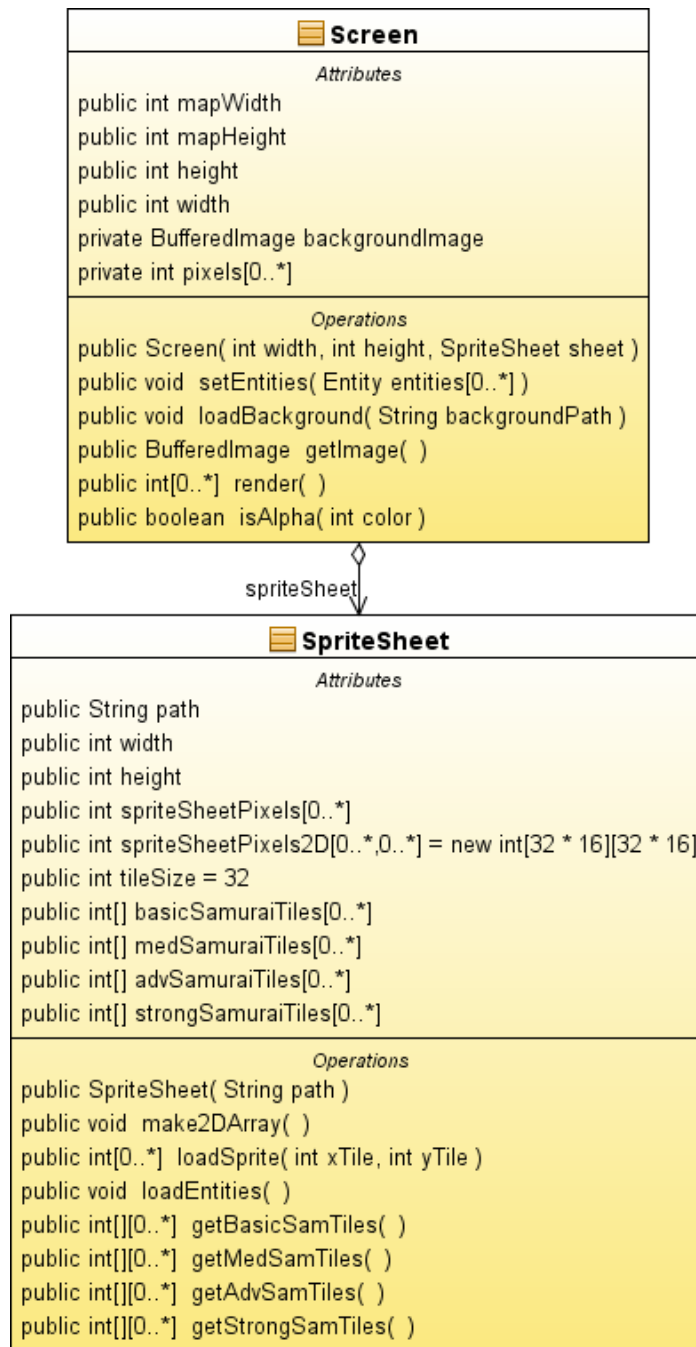 Screen
Attributes
public int mapWidth
public int mapHeight
public int height
public int width
private BufferedImage backgroundImage
private int pixels[0..*]
Operations
public Screen( int width, int height, SpriteSheet sheet )
public void  setEntities( Entity entities[0..*] )
public void  loadBackground( String backgroundPath )
public BufferedImage  getImage(  )
public int[0..*]  render(  )
public boolean  isAlpha( int color )
spriteSheet
SpriteSheet
Attributes
public String path
public int width
public int height
public int spriteSheetPixels[0..*]
public int spriteSheetPixels2D[0..*,0..*] = new int[32 * 16][32 * 16]
public int tileSize = 32
public int[] basicSamuraiTiles[0..*]
public int[] medSamuraiTiles[0..*]
public int[] advSamuraiTiles[0..*]
public int[] strongSamuraiTiles[0..*]
Operations
public SpriteSheet( String path )
public void  make2DArray(  )
public int[0..*]  loadSprite( int xTile, int yTile )
public void  loadEntities(  )
public int[][0..*]  getBasicSamTiles(  )
public int[][0..*]  getMedSamTiles(  )
public int[][0..*]  getAdvSamTiles(  )
public int[][0..*]  getStrongSamTiles(  )